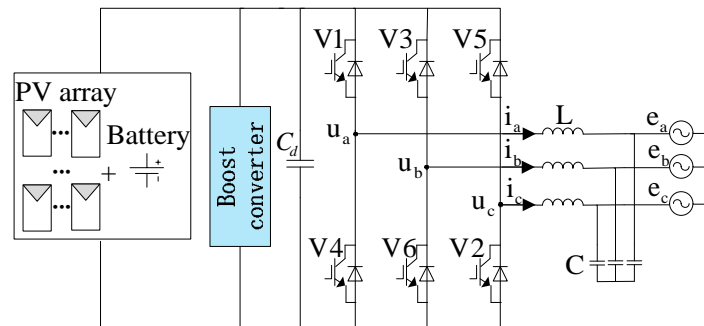 V1 V3 V5
PV array
Battery
+
Boost
converter
C_d
u_a
u_b
u_c
i_a
i_b
i_c
L
e_a
e_b
e_c
V4 V6 V2
C